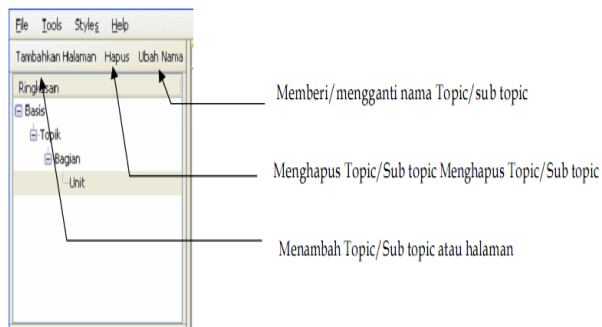 File Tools Styles Help
Tambahkan Halaman Hapus Ubah Nama
Ringkasan
Basis
Topik
Bagian
Unit
Memberi/mengganti nama Topic/sub topic
Menghapus Topic/Sub topic Menghapus Topic/Sub topic
Menambah Topic/Sub topic atau halaman